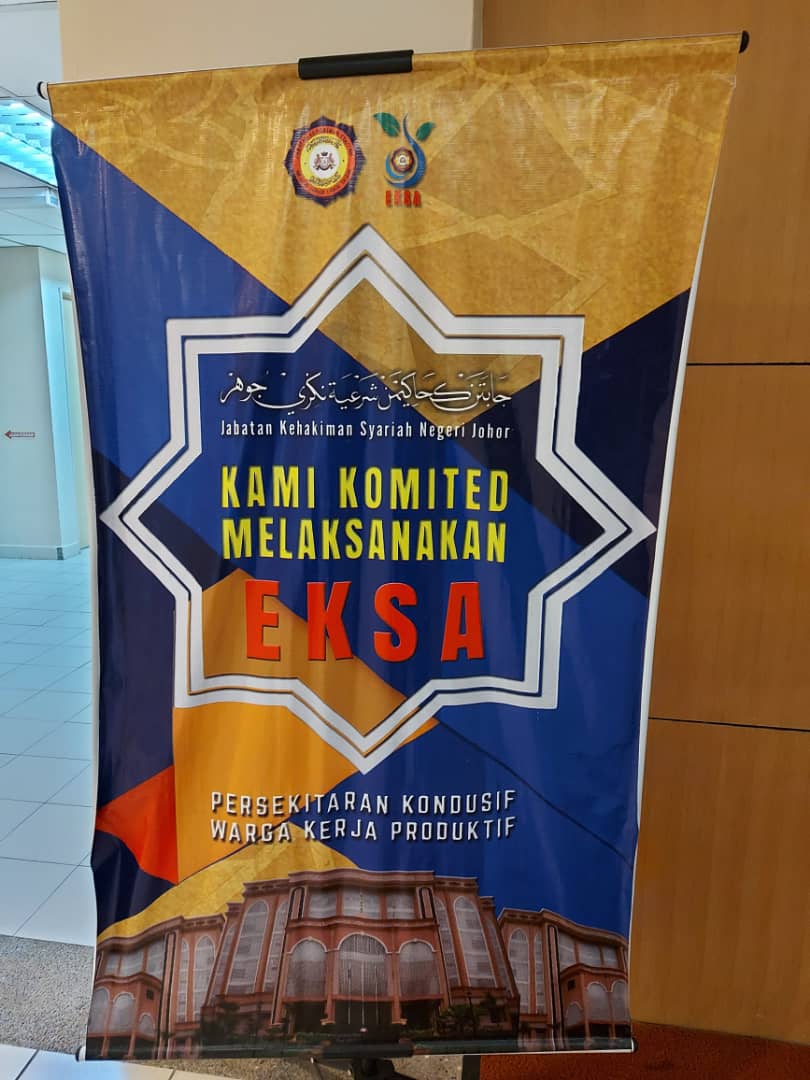 EKSA
جابتن كحاكيمن شرعية نݢري جوهر
Jabatan Kehakiman Syariah Negeri Johor
KAMI KOMITED
MELAKSANAKAN
EKSA
PERSEKITARAN KONDUSIF
WARGA KERJA PRODUKTIF